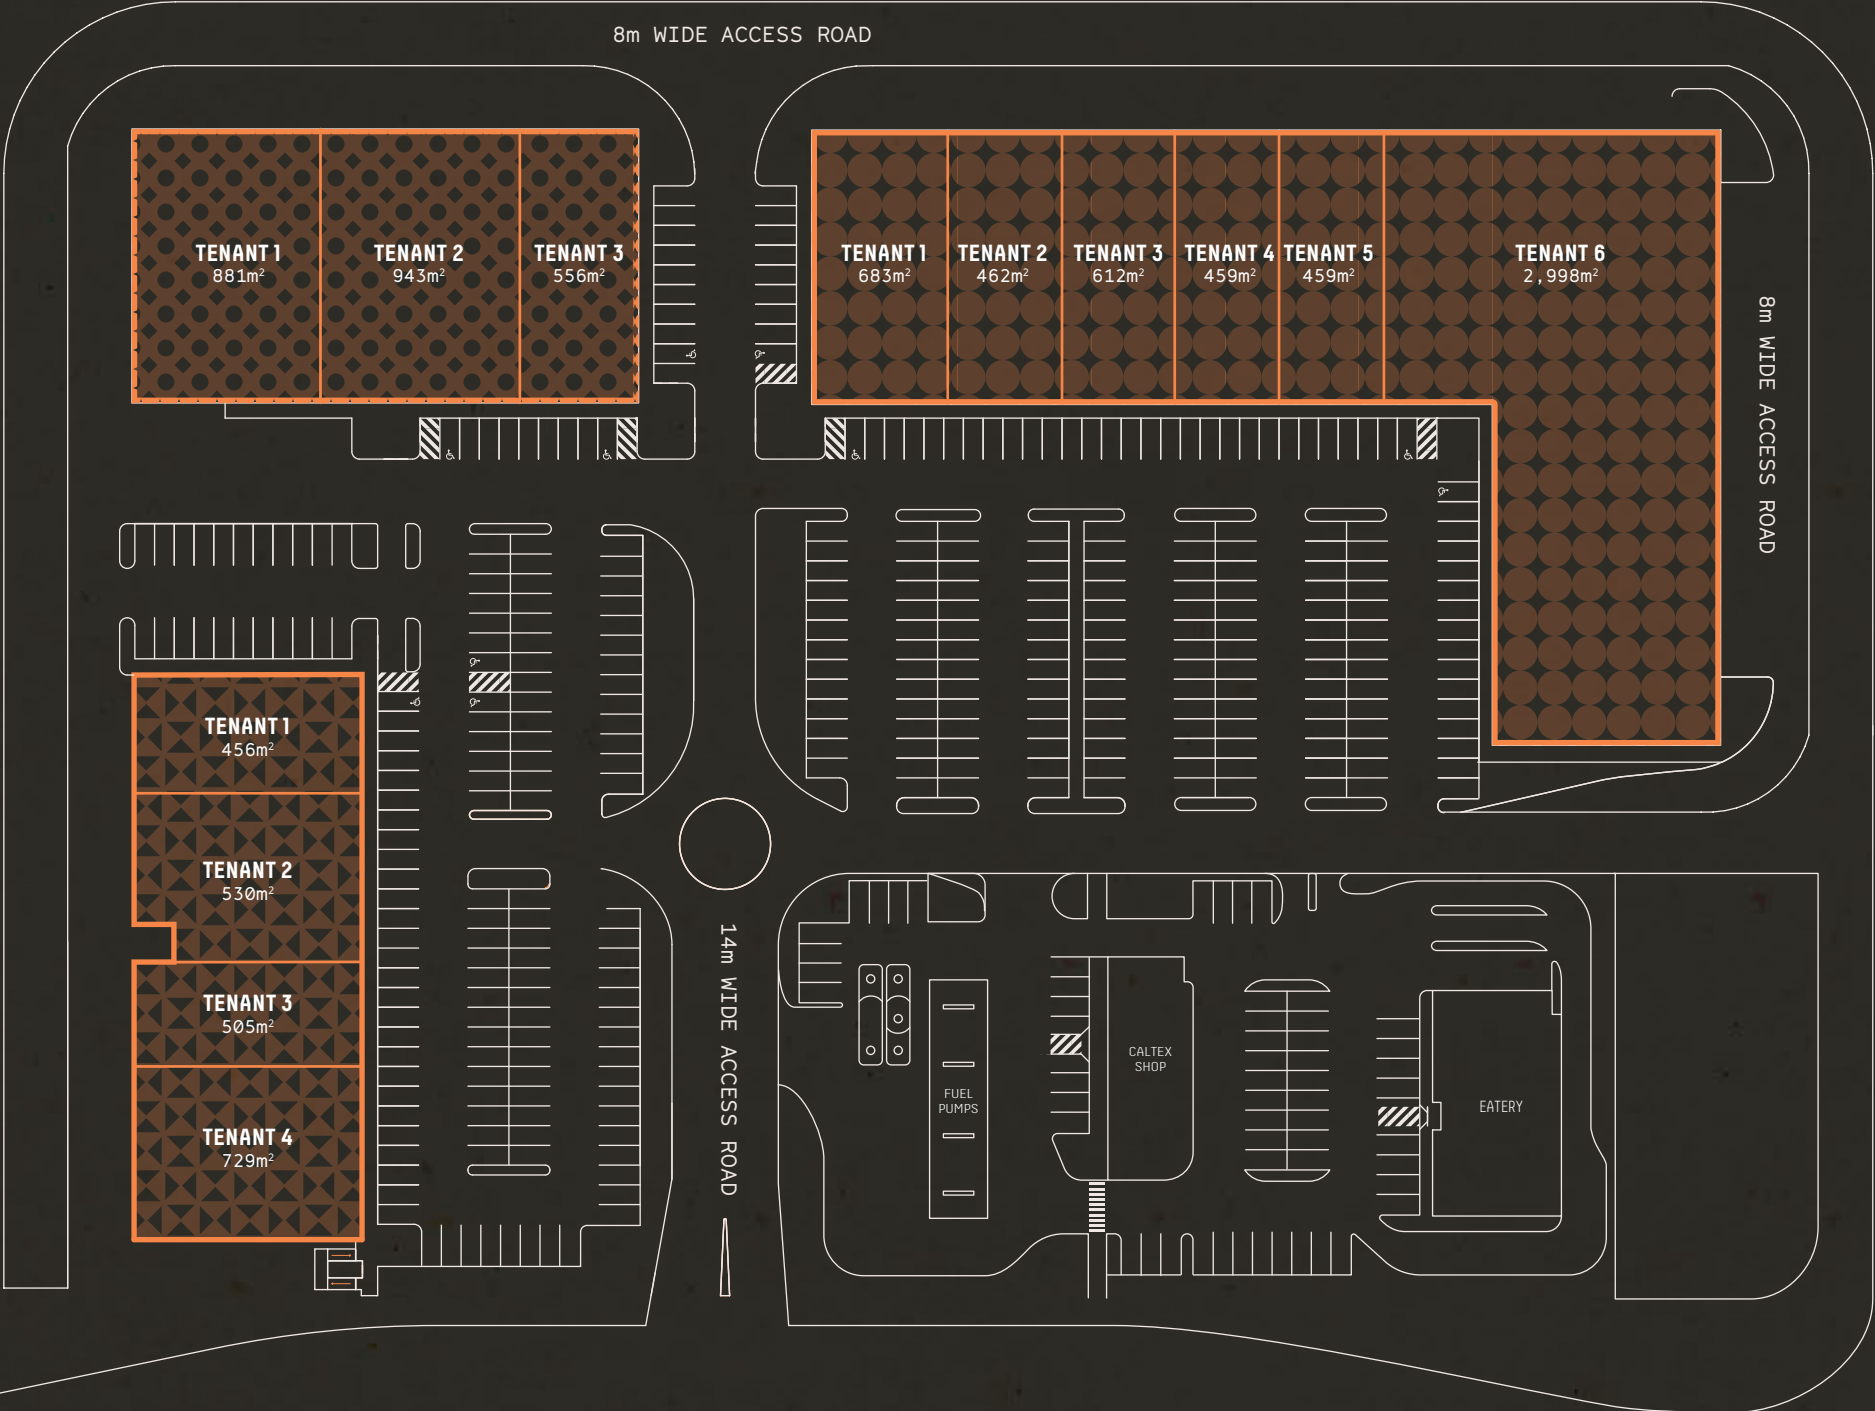 8m WIDE ACCESS ROAD
TENANT 1
881m²
TENANT 2
943m²
TENANT 3
556m²
TENANT 1
683m²
TENANT 2
462m²
TENANT 3
612m²
TENANT 4
459m²
TENANT 5
459m²
TENANT 6
2,998m²
8m WIDE ACCESS ROAD
TENANT 1
456m²
TENANT 2
530m²
TENANT 3
505m²
TENANT 4
729m²
14m WIDE ACCESS ROAD
FUEL
PUMPS
CALTEX
SHOP
EATERY